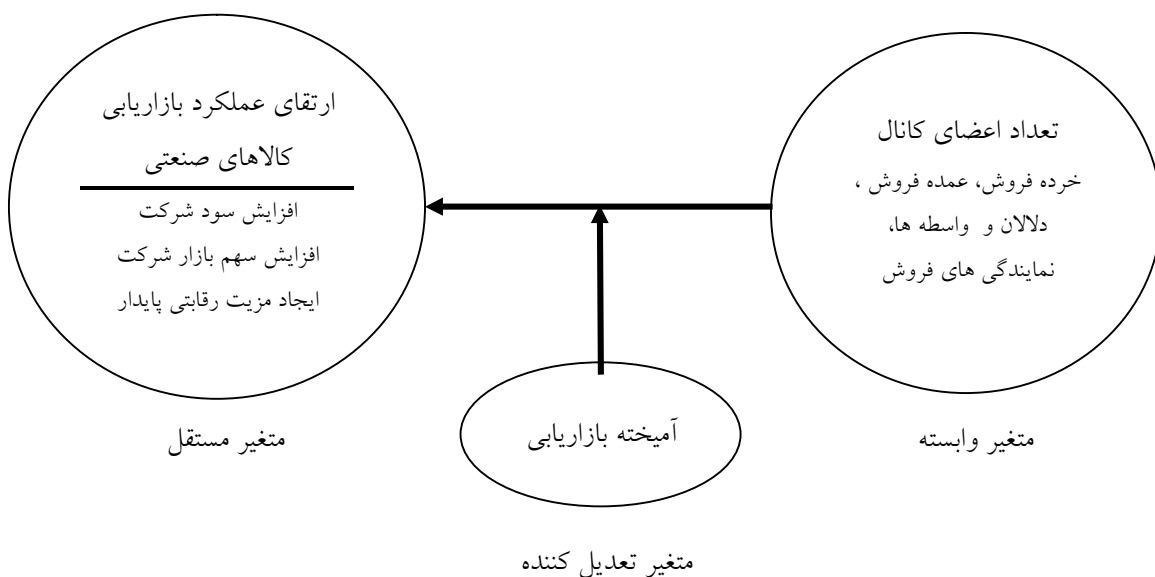 تعداد اعضای کانال
خرده فروش، عمده فروش ،
دلالان و واسطه ها،
نمایندگی های فروش
متغیر وابسته
ارتقای عملکرد بازاریابی
کالاهای صنعتی
افزایش سود شرکت
افزایش سهم بازار شرکت
ایجاد مزیت رقابتی پایدار
متغیر مستقل
آمیخته بازاریابی
متغیر تعدیل کننده